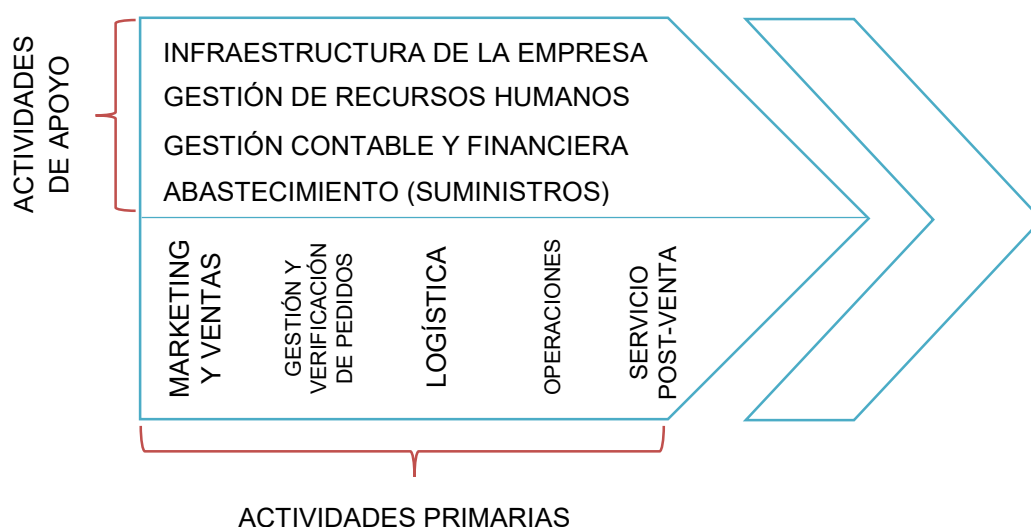 ACTIVIDADES
DE APOYO
INFRAESTRUCTURA DE LA EMPRESA
GESTIÓN DE RECURSOS HUMANOS
GESTIÓN CONTABLE Y FINANCIERA
ABASTECIMIENTO (SUMINISTROS)
MARKETING
Y VENTAS
GESTIÓN Y
VERIFICACIÓN
DE PEDIDOS
LOGÍSTICA
OPERACIONES
SERVICIO
POST-VENTA
ACTIVIDADES PRIMARIAS